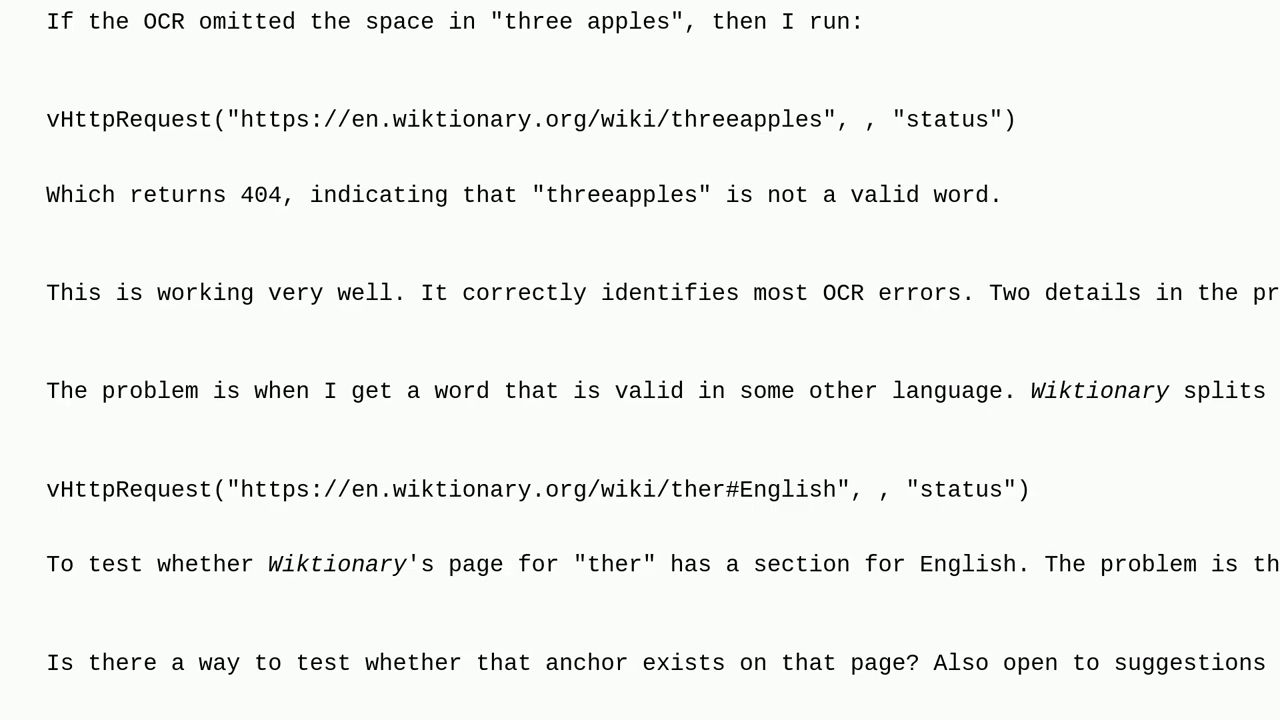 If the OCR omitted the space in "three apples", then I run:
vHttpRequest("https://en.wiktionary.org/wiki/threeapples", , "status")
Which returns 404, indicating that "threeapples" is not a valid word.
This is working very well. It correctly identifies most OCR errors. Two details in the pr
The problem is when I get a word that is valid in some other language. Wiktionary splits
vHttpRequest("https://en.wiktionary.org/wiki/ther#English", , "status")
To test whether Wiktionary's page for "ther" has a section for English. The problem is th
Is there a way to test whether that anchor exists on that page? Also open to suggestions